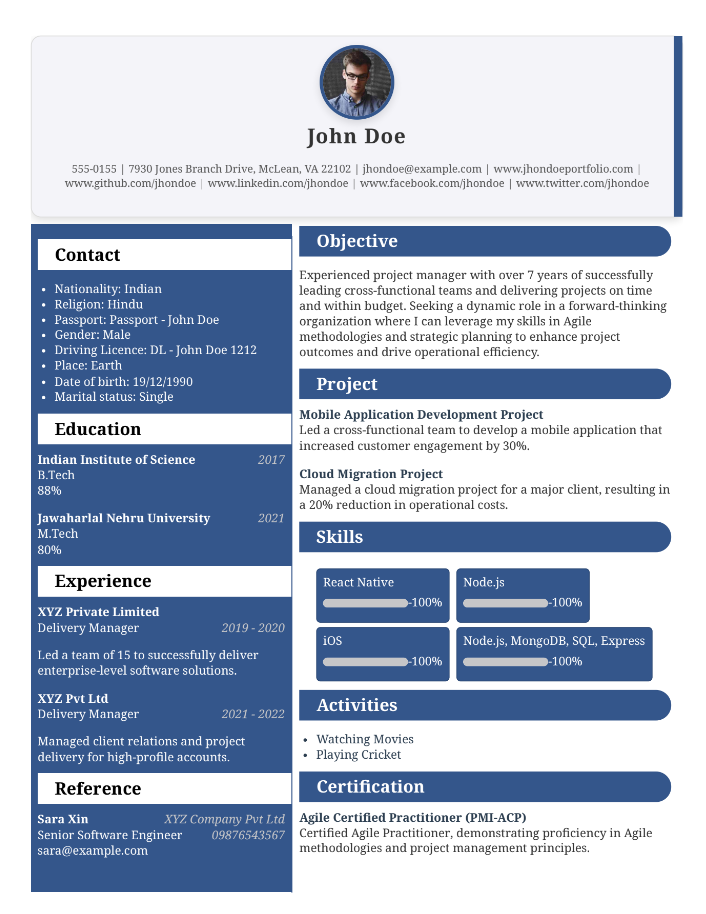 John Doe
555-0155 | 7930 Jones Branch Drive, McLean, VA 22102 | jhondoe@example.com | www.jhondoeportfolio.com |
www.github.com/jhondoe | www.linkedin.com/jhondoe | www.facebook.com/jhondoe | www.twitter.com/jhondoe
Contact
• Nationality: Indian
• Religion: Hindu
• Passport: Passport - John Doe
• Gender: Male
• Driving Licence: DL - John Doe 1212
• Place: Earth
• Date of birth: 19/12/1990
• Marital status: Single
Education
Indian Institute of Science 2017
B.Tech
88%
Jawaharlal Nehru University 2021
M.Tech
80%
Experience
XYZ Private Limited
Delivery Manager 2019 - 2020
Led a team of 15 to successfully deliver
enterprise-level software solutions.
XYZ Pvt Ltd
Delivery Manager 2021 - 2022
Managed client relations and project
delivery for high-profile accounts.
Reference
Sara Xin XYZ Company Pvt Ltd
Senior Software Engineer 09876543567
sara@example.com
Objective
Experienced project manager with over 7 years of successfully
leading cross-functional teams and delivering projects on time
and within budget. Seeking a dynamic role in a forward-thinking
organization where I can leverage my skills in Agile
methodologies and strategic planning to enhance project
outcomes and drive operational efficiency.
Project
Mobile Application Development Project
Led a cross-functional team to develop a mobile application that
increased customer engagement by 30%.
Cloud Migration Project
Managed a cloud migration project for a major client, resulting in
a 20% reduction in operational costs.
Skills
React Native
-100%
Node.js
-100%
iOS
-100%
Node.js, MongoDB, SQL, Express
-100%
Activities
• Watching Movies
• Playing Cricket
Certification
Agile Certified Practitioner (PMI-ACP)
Certified Agile Practitioner, demonstrating proficiency in Agile
methodologies and project management principles.